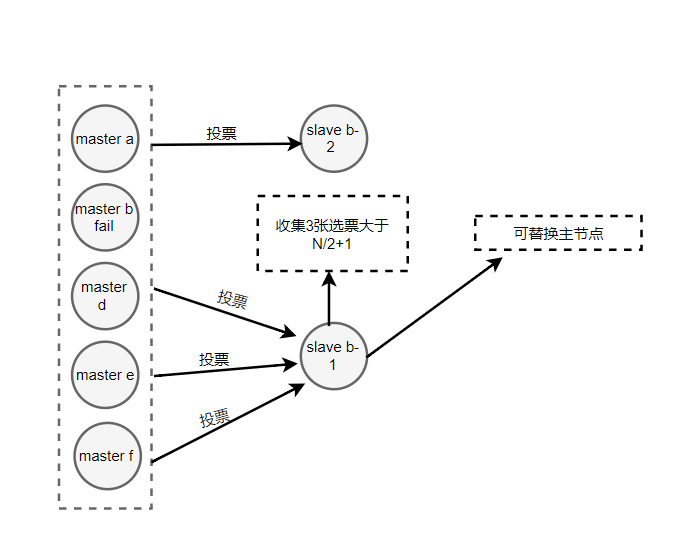 master a
投票
slave b-
2
master b
fail
收集3张选票大于
N/2+1
可替换主节点
master
d
投票
slave b-
1
master e
投票
投票
master f